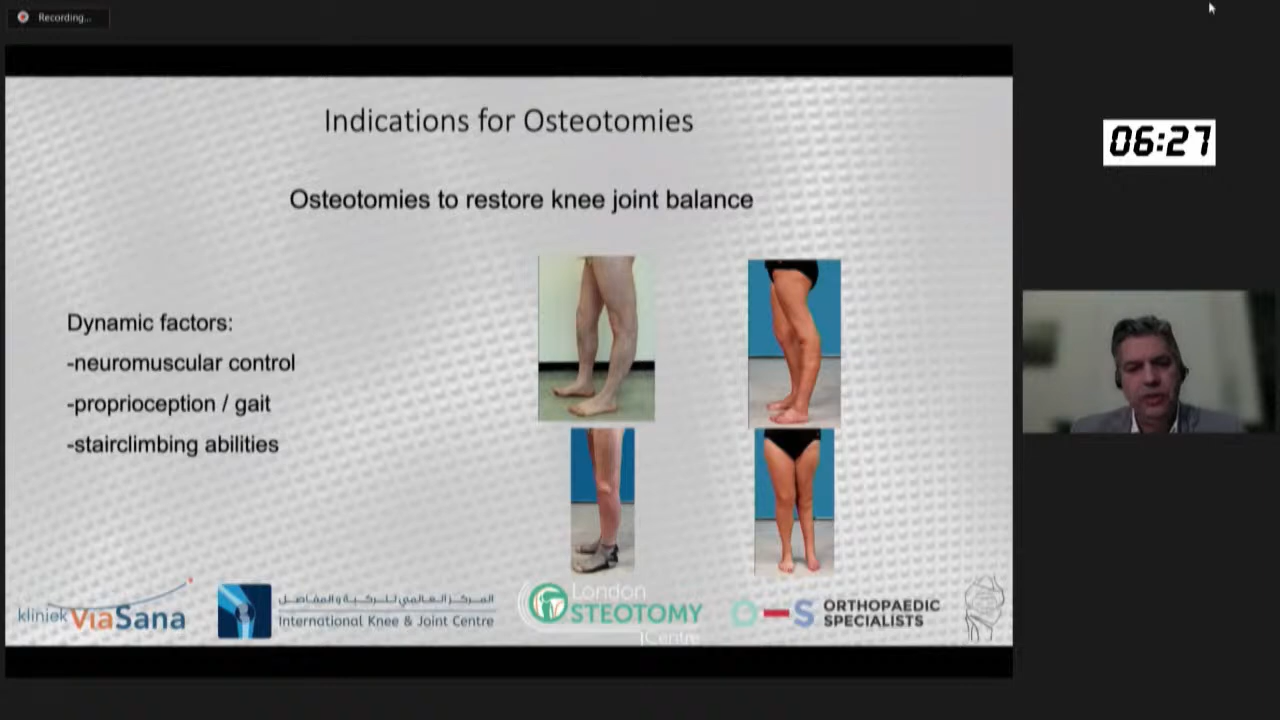 Recording...
Indications for Osteotomies
Osteotomies to restore knee joint balance
Dynamic factors:
-neuromuscular control
-proprioception / gait
-stairclimbing abilities
06:27
kliniek ViaSana
المركز العالمي للركبة والمفاصل
International Knee & Joint Centre
London
OSTEOTOMY
Centre
O S ORTHOPAEDIC
SPECIALISTS